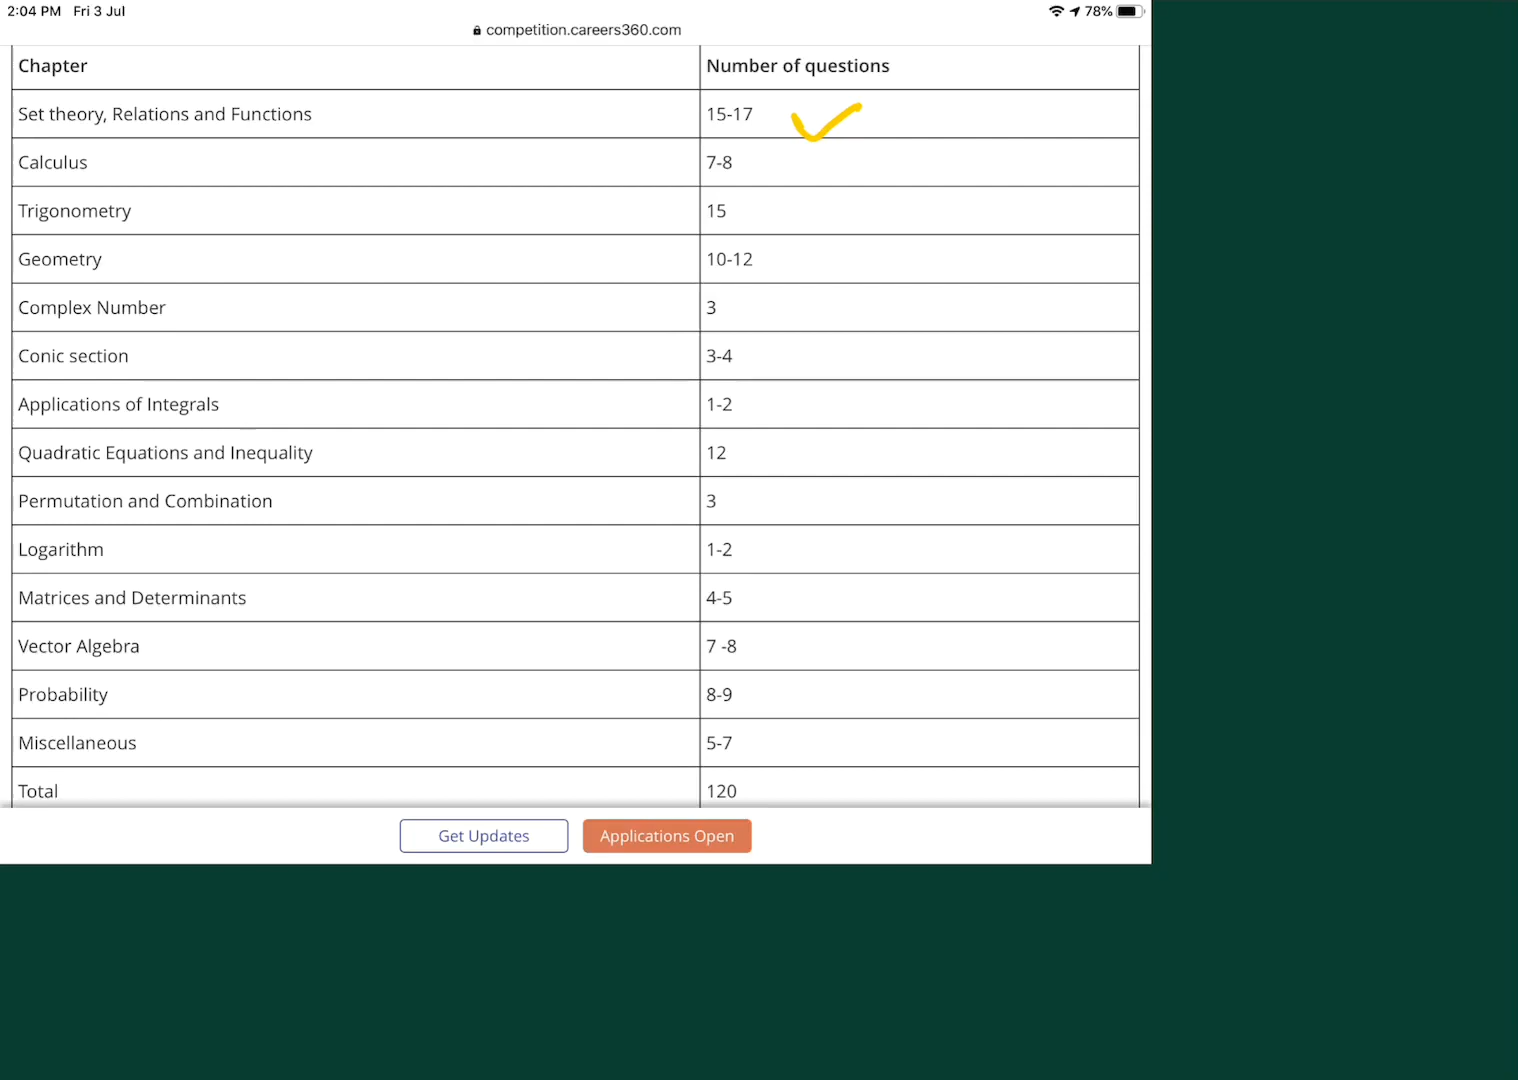 2:04 PM Fri 3 Jul
78%
competition.careers360.com
Chapter Number of questions
Set theory, Relations and Functions 15-17
Calculus 7-8
Trigonometry 15
Geometry 10-12
Complex Number 3
Conic section 3-4
Applications of Integrals 1-2
Quadratic Equations and Inequality 12
Permutation and Combination 3
Logarithm 1-2
Matrices and Determinants 4-5
Vector Algebra 7 -8
Probability 8-9
Miscellaneous 5-7
Total 120
Get Updates Applications Open